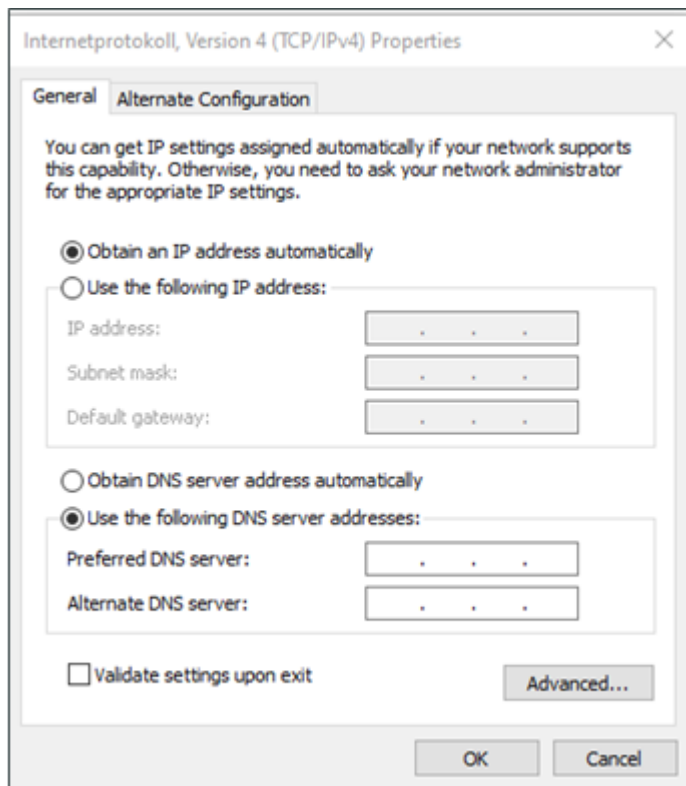 Internetprotokoll, Version 4 (TCP/IPv4) Properties
General
Alternate Configuration
You can get IP settings assigned automatically if your network supports
this capability. Otherwise, you need to ask your network administrator
for the appropriate IP settings.
Obtain an IP address automatically
Use the following IP address:
IP address:
Subnet mask:
Default gateway:
Obtain DNS server address automatically
Use the following DNS server addresses:
Preferred DNS server:
Alternate DNS server:
Validate settings upon exit
Advanced...
OK
Cancel